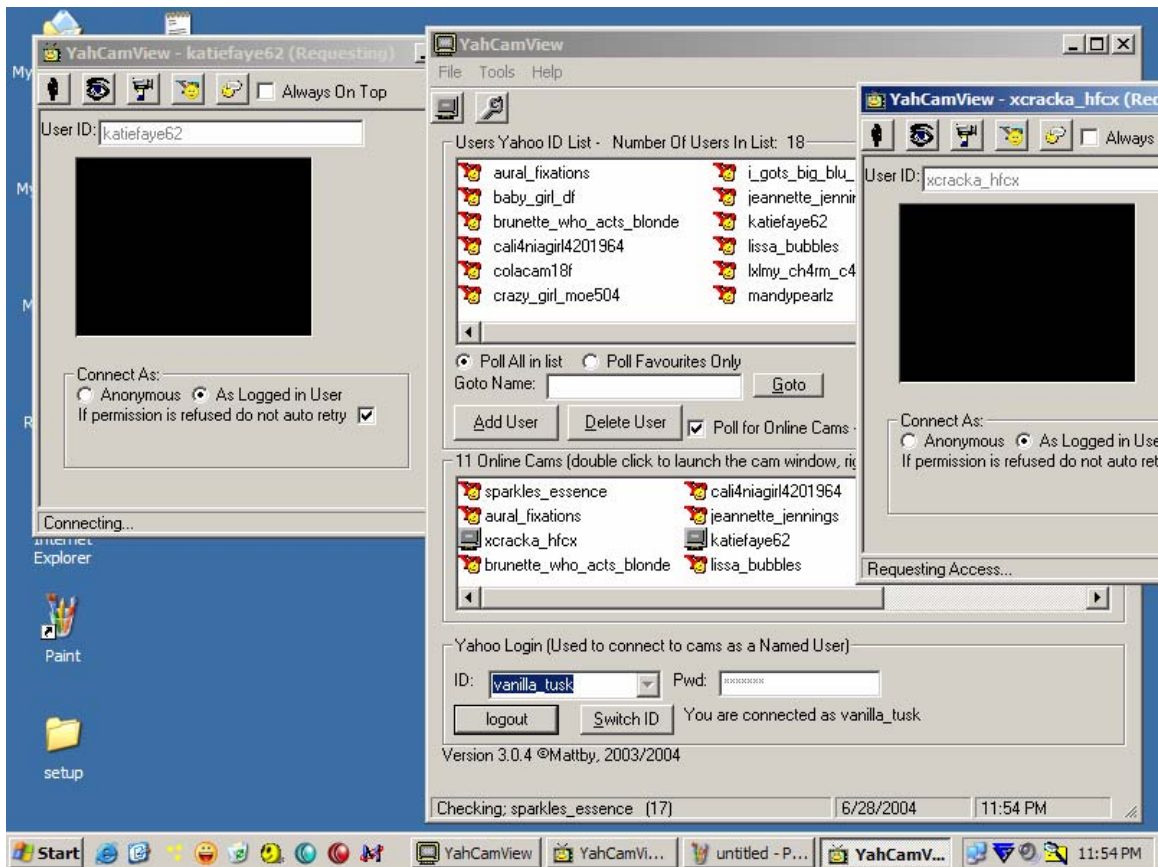 YahCamView - katiefaye62 (Requesting)
Always On Top
User ID: katiefaye62
Connect As:
Anonymous As Logged in User
If permission is refused do not auto retry
Connecting...
YahCamView
File Tools Help
Users Yahoo ID List - Number Of Users In List: 18
aural_fixations i_gots_big_blu_
baby_girl_df jeannette_jennin
brunette_who_acts_blonde katiefaye62
cali4niagirl4201964 lissa_bubbles
colacam18f lxlmy_ch4rm_c4
crazy_girl_moe504 mandypearlz
Poll All in list Poll Favourites Only
Goto Name: Goto
Add User Delete User Poll for Online Cams -
11 Online Cams (double click to launch the cam window, rig
sparkles_essence cali4niagirl4201964
aural_fixations jeannette_jennings
xcracka_hfcx katiefaye62
brunette_who_acts_blonde lissa_bubbles
Yahoo Login (Used to connect to cams as a Named User)
ID: vanilla_tusk Pwd: xxxxxxx
logout Switch ID You are connected as vanilla_tusk
Version 3.0.4 ©Mattby, 2003/2004
Checking; sparkles_essence (17) 6/28/2004 11:54 PM
YahCamView - xcracka_hfcx (Rec
Always
User ID: xcracka_hfcx
Connect As:
Anonymous As Logged in Use
If permission is refused do not auto ret
Requesting Access...
My
My
M
R
Internet
Explorer
Paint
setup
Start YahCamView YahCamVi... untitled - P... YahCamV... 11:54 PM